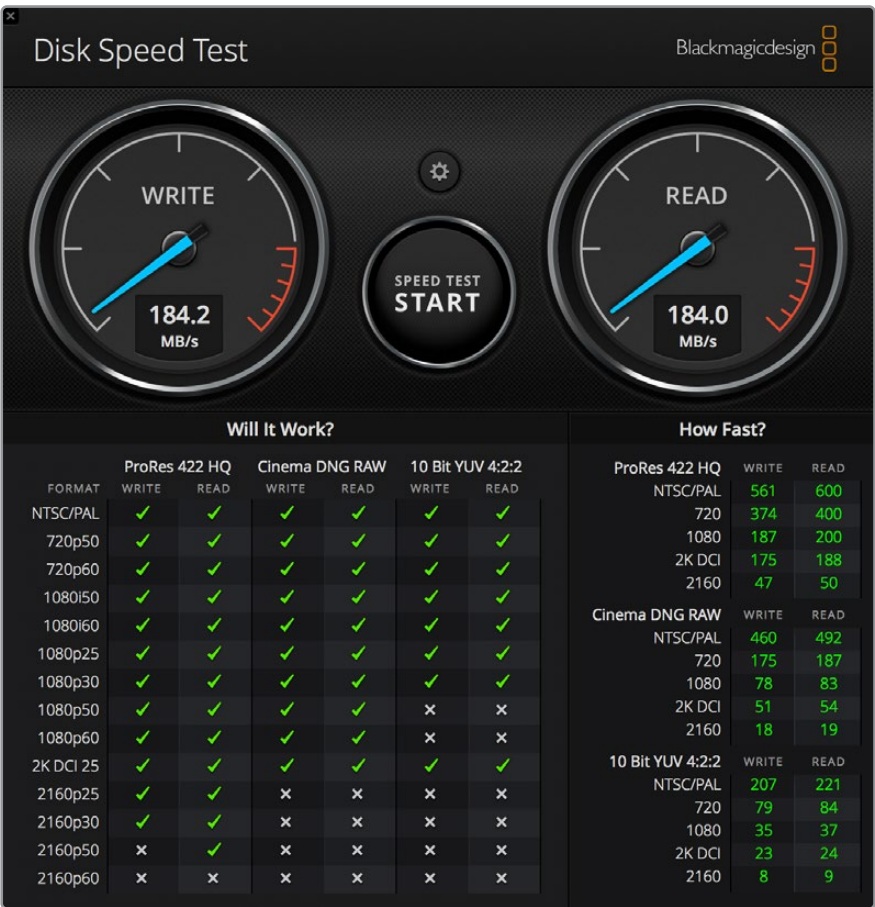 Disk Speed Test
Blackmagicdesign
WRITE
184.2
MB/s
SPEED TEST
START
READ
184.0
MB/s
Will It Work?
ProRes 422 HQ Cinema DNG RAW 10 Bit YUV 4:2:2
FORMAT WRITE READ WRITE READ WRITE READ
NTSC/PAL ✓ ✓ ✓ ✓ ✓ ✓
720p50 ✓ ✓ ✓ ✓ ✓ ✓
720p60 ✓ ✓ ✓ ✓ ✓ ✓
1080i50 ✓ ✓ ✓ ✓ ✓ ✓
1080i60 ✓ ✓ ✓ ✓ ✓ ✓
1080p25 ✓ ✓ ✓ ✓ ✓ ✓
1080p30 ✓ ✓ ✓ ✓ ✓ ✓
1080p50 ✓ ✓ ✓ ✓ × ×
1080p60 ✓ ✓ ✓ ✓ × ×
2K DCI 25 ✓ ✓ ✓ ✓ ✓ ✓
2160p25 ✓ ✓ × × × ×
2160p30 ✓ ✓ × × × ×
2160p50 × ✓ × × × ×
2160p60 × × × × × ×
How Fast?
ProRes 422 HQ WRITE READ
NTSC/PAL 561 600
720 374 400
1080 187 200
2K DCI 175 188
2160 47 50
Cinema DNG RAW WRITE READ
NTSC/PAL 460 492
720 175 187
1080 78 83
2K DCI 51 54
2160 18 19
10 Bit YUV 4:2:2 WRITE READ
NTSC/PAL 207 221
720 79 84
1080 35 37
2K DCI 23 24
2160 8 9